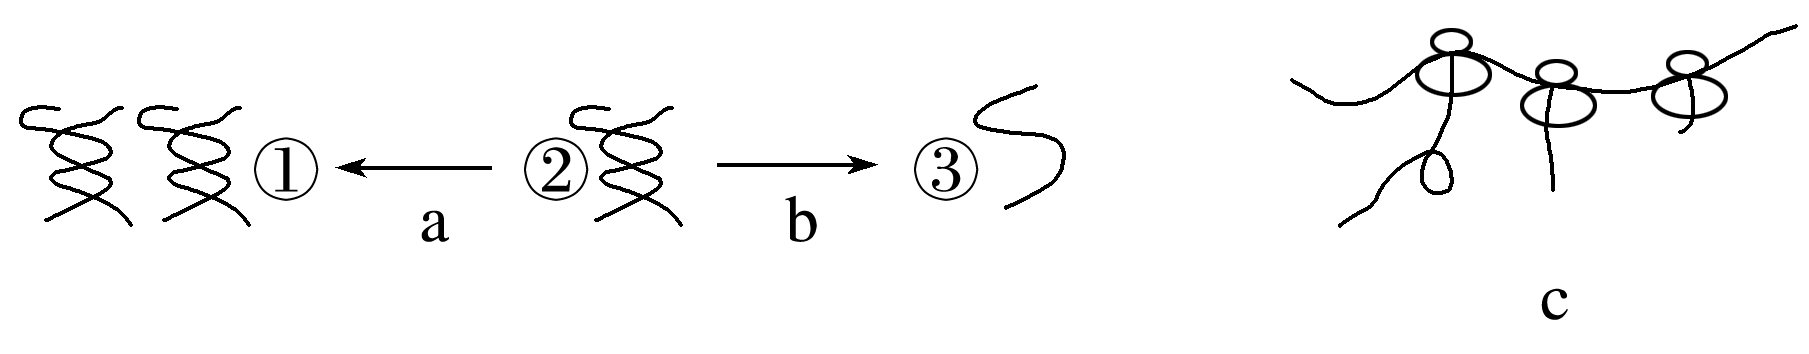 ① ② ③
a b
c